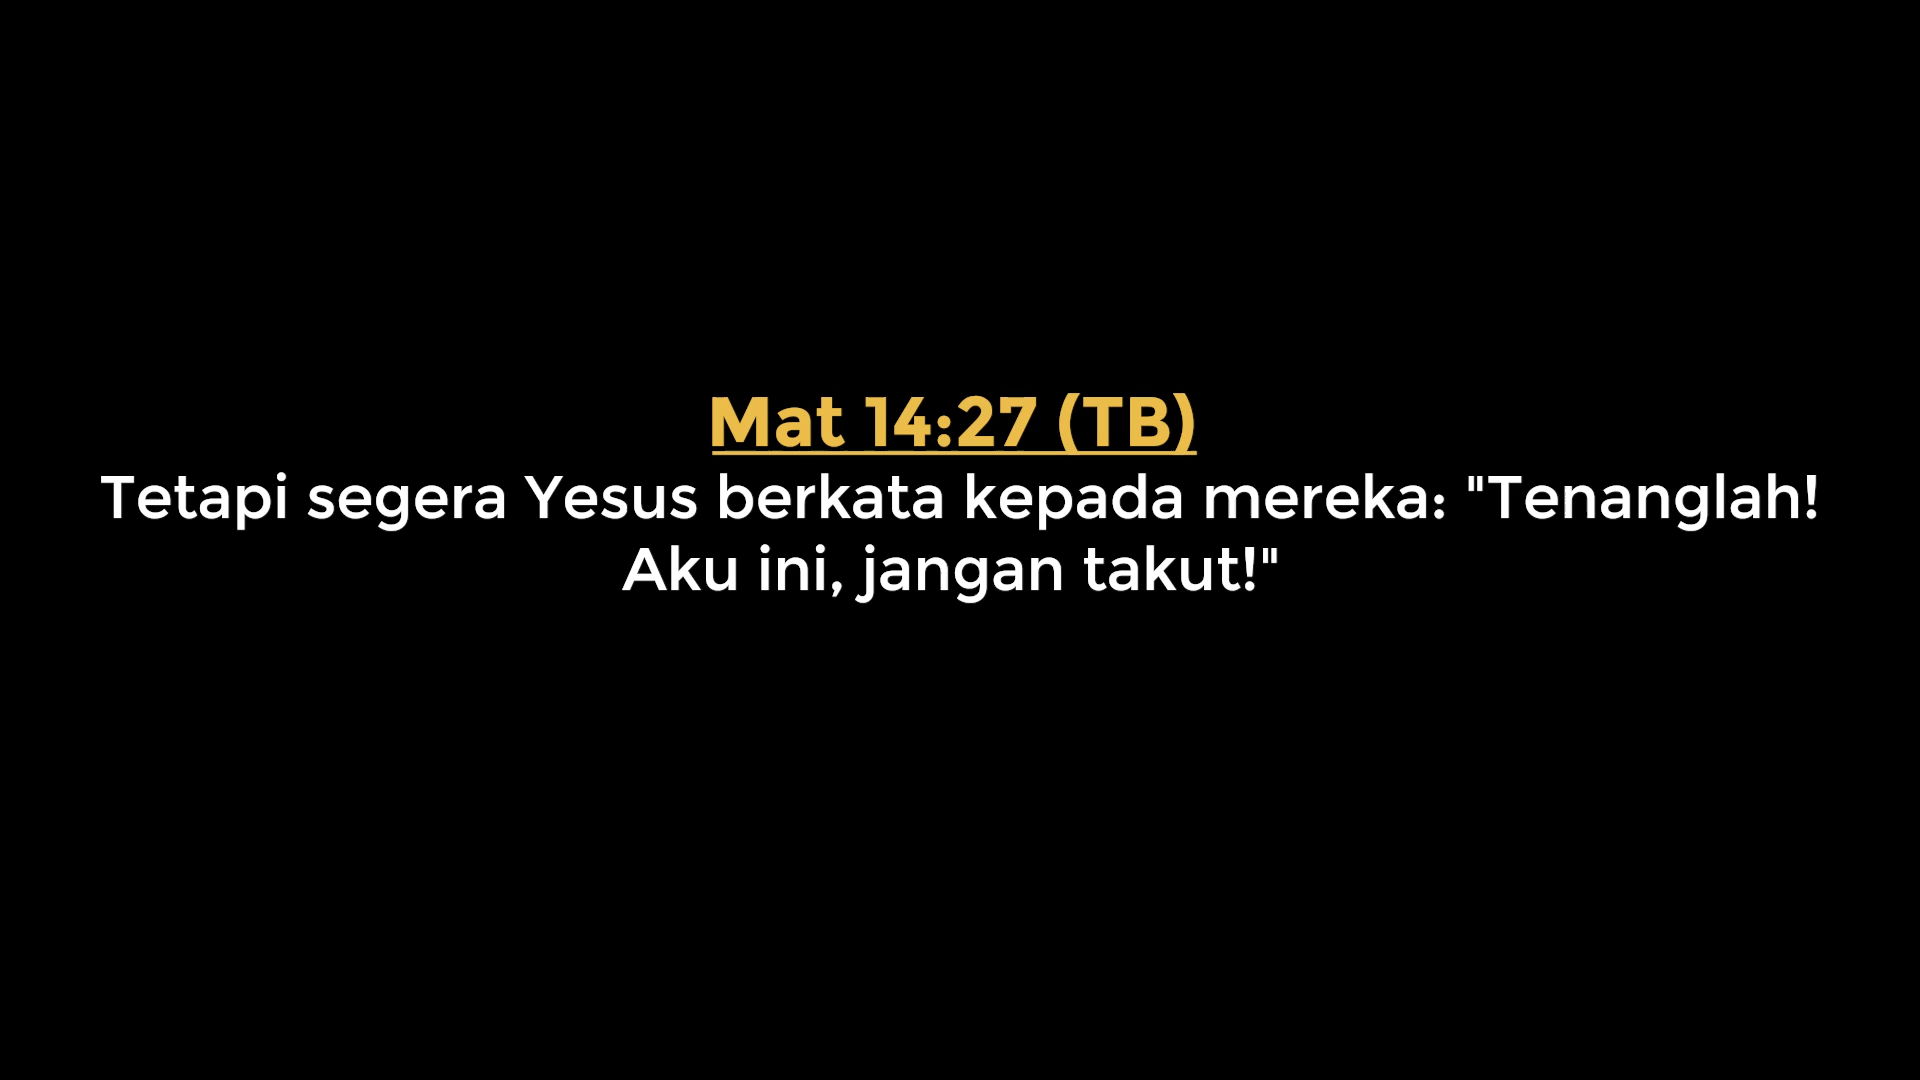 Mat 14:27 (TB)
Tetapi segera Yesus berkata kepada mereka: "Tenanglah!
Aku ini, jangan takut!"